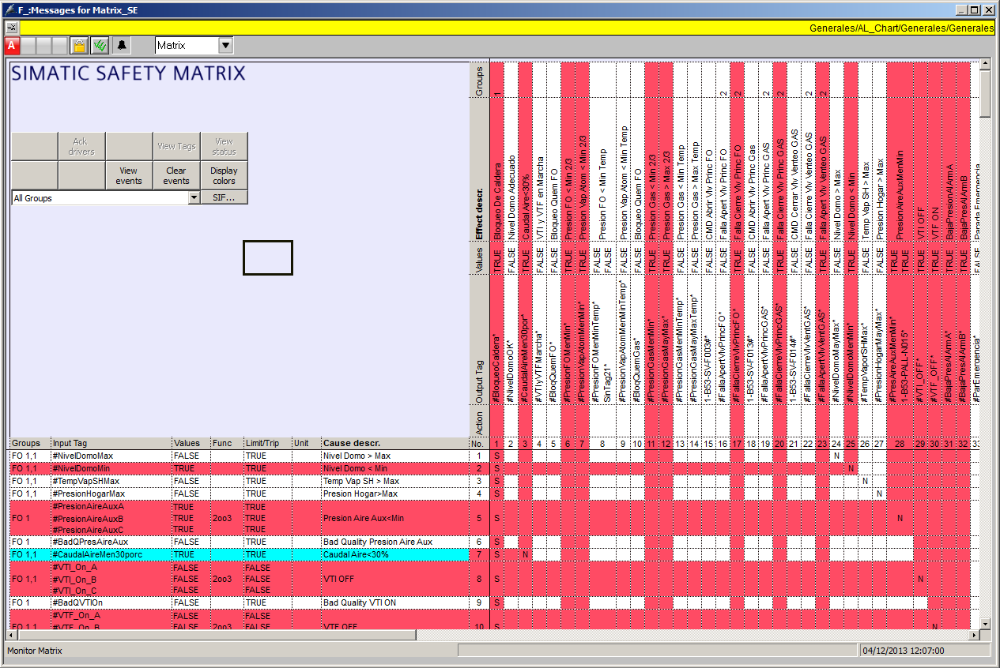 F_:Messages for Matrix_SE
Generales/AL_Chart/Generales/Generales
A
Matrix
SIMATIC SAFETY MATRIX
Ack drivers
View Tags
View status
View events
Clear events
Display colors
All Groups
SIF...
Groups 1 2 2 2 2 2 2
Effect descr.
Bloqueo De Caldera
Nivel Domo Adecuado
Caudal Aire<30%
VTI y VTF en Marcha
Bloqueo Quem FO
Presion FO < Min 2/3
Presion Vap Atom < Min 2/3
Presion FO < Min Temp
Presion Vap Atom < Min Temp
Bloqueo Quem FO
Presion Gas < Min 2/3
Presion Gas > Max 2/3
Presion Gas < Min Temp
Presion Gas > Max Temp
CMD Abrir Vlv Princ FO
Falla Apert Vlv Princ FO
Falla Cierre Vlv Princ FO
CMD Abrir Vlv Princ Gas
Falla Apert Vlv Princ GAS
Falla Cierre Vlv Princ GAS
CMD Cerrar Vlv Venteo GAS
Falla Cierre Vlv Venteo GAS
Falla Apert Vlv Venteo GAS
Nivel Domo > Max
Nivel Domo < Min
Temp Vap SH > Max
Presion Hogar > Max
PresionAireAuxMenMin
VTI OFF
VTF ON
BajaPresionAlArmA
BajaPresAlArmB
Parada Emergencia
Values
TRUE FALSE TRUE FALSE FALSE TRUE TRUE FALSE FALSE FALSE FALSE TRUE TRUE FALSE FALSE FALSE FALSE TRUE FALSE FALSE TRUE FALSE FALSE TRUE FALSE TRUE FALSE FALSE TRUE TRUE TRUE TRUE TRUE TRUE FALSE
Output Tag
#BloqueoCaldera*
#NivelDomoOK*
#CaudalAireMen30por*
#VTIyVTFMarcha*
#BloqQuemFO*
#PresionFOMenMin*
#PresionVapAtomMenMin*
#PresionFOMenMinTemp*
SinTag21*
#PresionVapAtomMenMinTemp*
#BloqQuemGas*
#PresionGasMenMin*
#PresionGasMayMax*
#PresionGasMenMinTemp*
#PresionGasMayMaxTemp*
1-B53-SV-F003#*
#FallaApertVlvPrincFO*
#FallaCierreVlvPrincFO*
1-B53-SV-F013#*
#FallaApertVlvPrincGAS*
#FallaCierreVlvPrincGAS*
1-B53-SV-F014#*
#FallaCierreVlvVentGAS*
#FallaApertVlvVentGAS*
#NivelDomoMayMax*
#NivelDomoMenMin*
#TempVaporSHMax*
#PresionHogarMayMax*
#PresAireAuxMenMin*
1-B53-PALL-N015*
#VTI_OFF*
#VTF_OFF*
#BajaPresAlArmA*
#BajaPresAlArmB*
#ParEmergencia*
Action
Groups Input Tag Values Func Limit/Trip Unit Cause descr. No. 1 2 3 4 5 6 7 8 9 10 11 12 13 14 15 16 17 18 19 20 21 22 23 24 25 26 27 28 29 30 31 32 33
FO 1,1 #NivelDomoMax FALSE TRUE Nivel Domo > Max 1 S N
FO 1,1 #NivelDomoMin TRUE TRUE Nivel Domo < Min 2 S N
FO 1,1 #TempVapSHMax FALSE TRUE Temp Vap SH > Max 3 S N
FO 1,1 #PresionHogarMax FALSE TRUE Presion Hogar>Max 4 S N
#PresionAireAuxA TRUE TRUE
FO 1 #PresionAireAuxB TRUE 2oo3 TRUE Presion Aire Aux<Min 5 S N
#PresionAireAuxC TRUE TRUE
FO 1 #BadQPresAireAux FALSE TRUE Bad Quality Presion Aire Aux 6 S
FO 1,1 #CaudalAireMen30porc TRUE TRUE Caudal Aire<30% 7 S N
#VTI_On_A FALSE FALSE
FO 1,1 #VTI_On_B FALSE 2oo3 FALSE VTI OFF 8 S N
#VTI_On_C FALSE FALSE
FO 1 #BadQVTIOn FALSE TRUE Bad Quality VTI ON 9 S
#VTF_On_A FALSE FALSE
FO 1,1 #VTF_On_B FALSE 2oo3 FALSE VTF OFF 10 S N
Monitor Matrix
04/12/2013 12:07:00